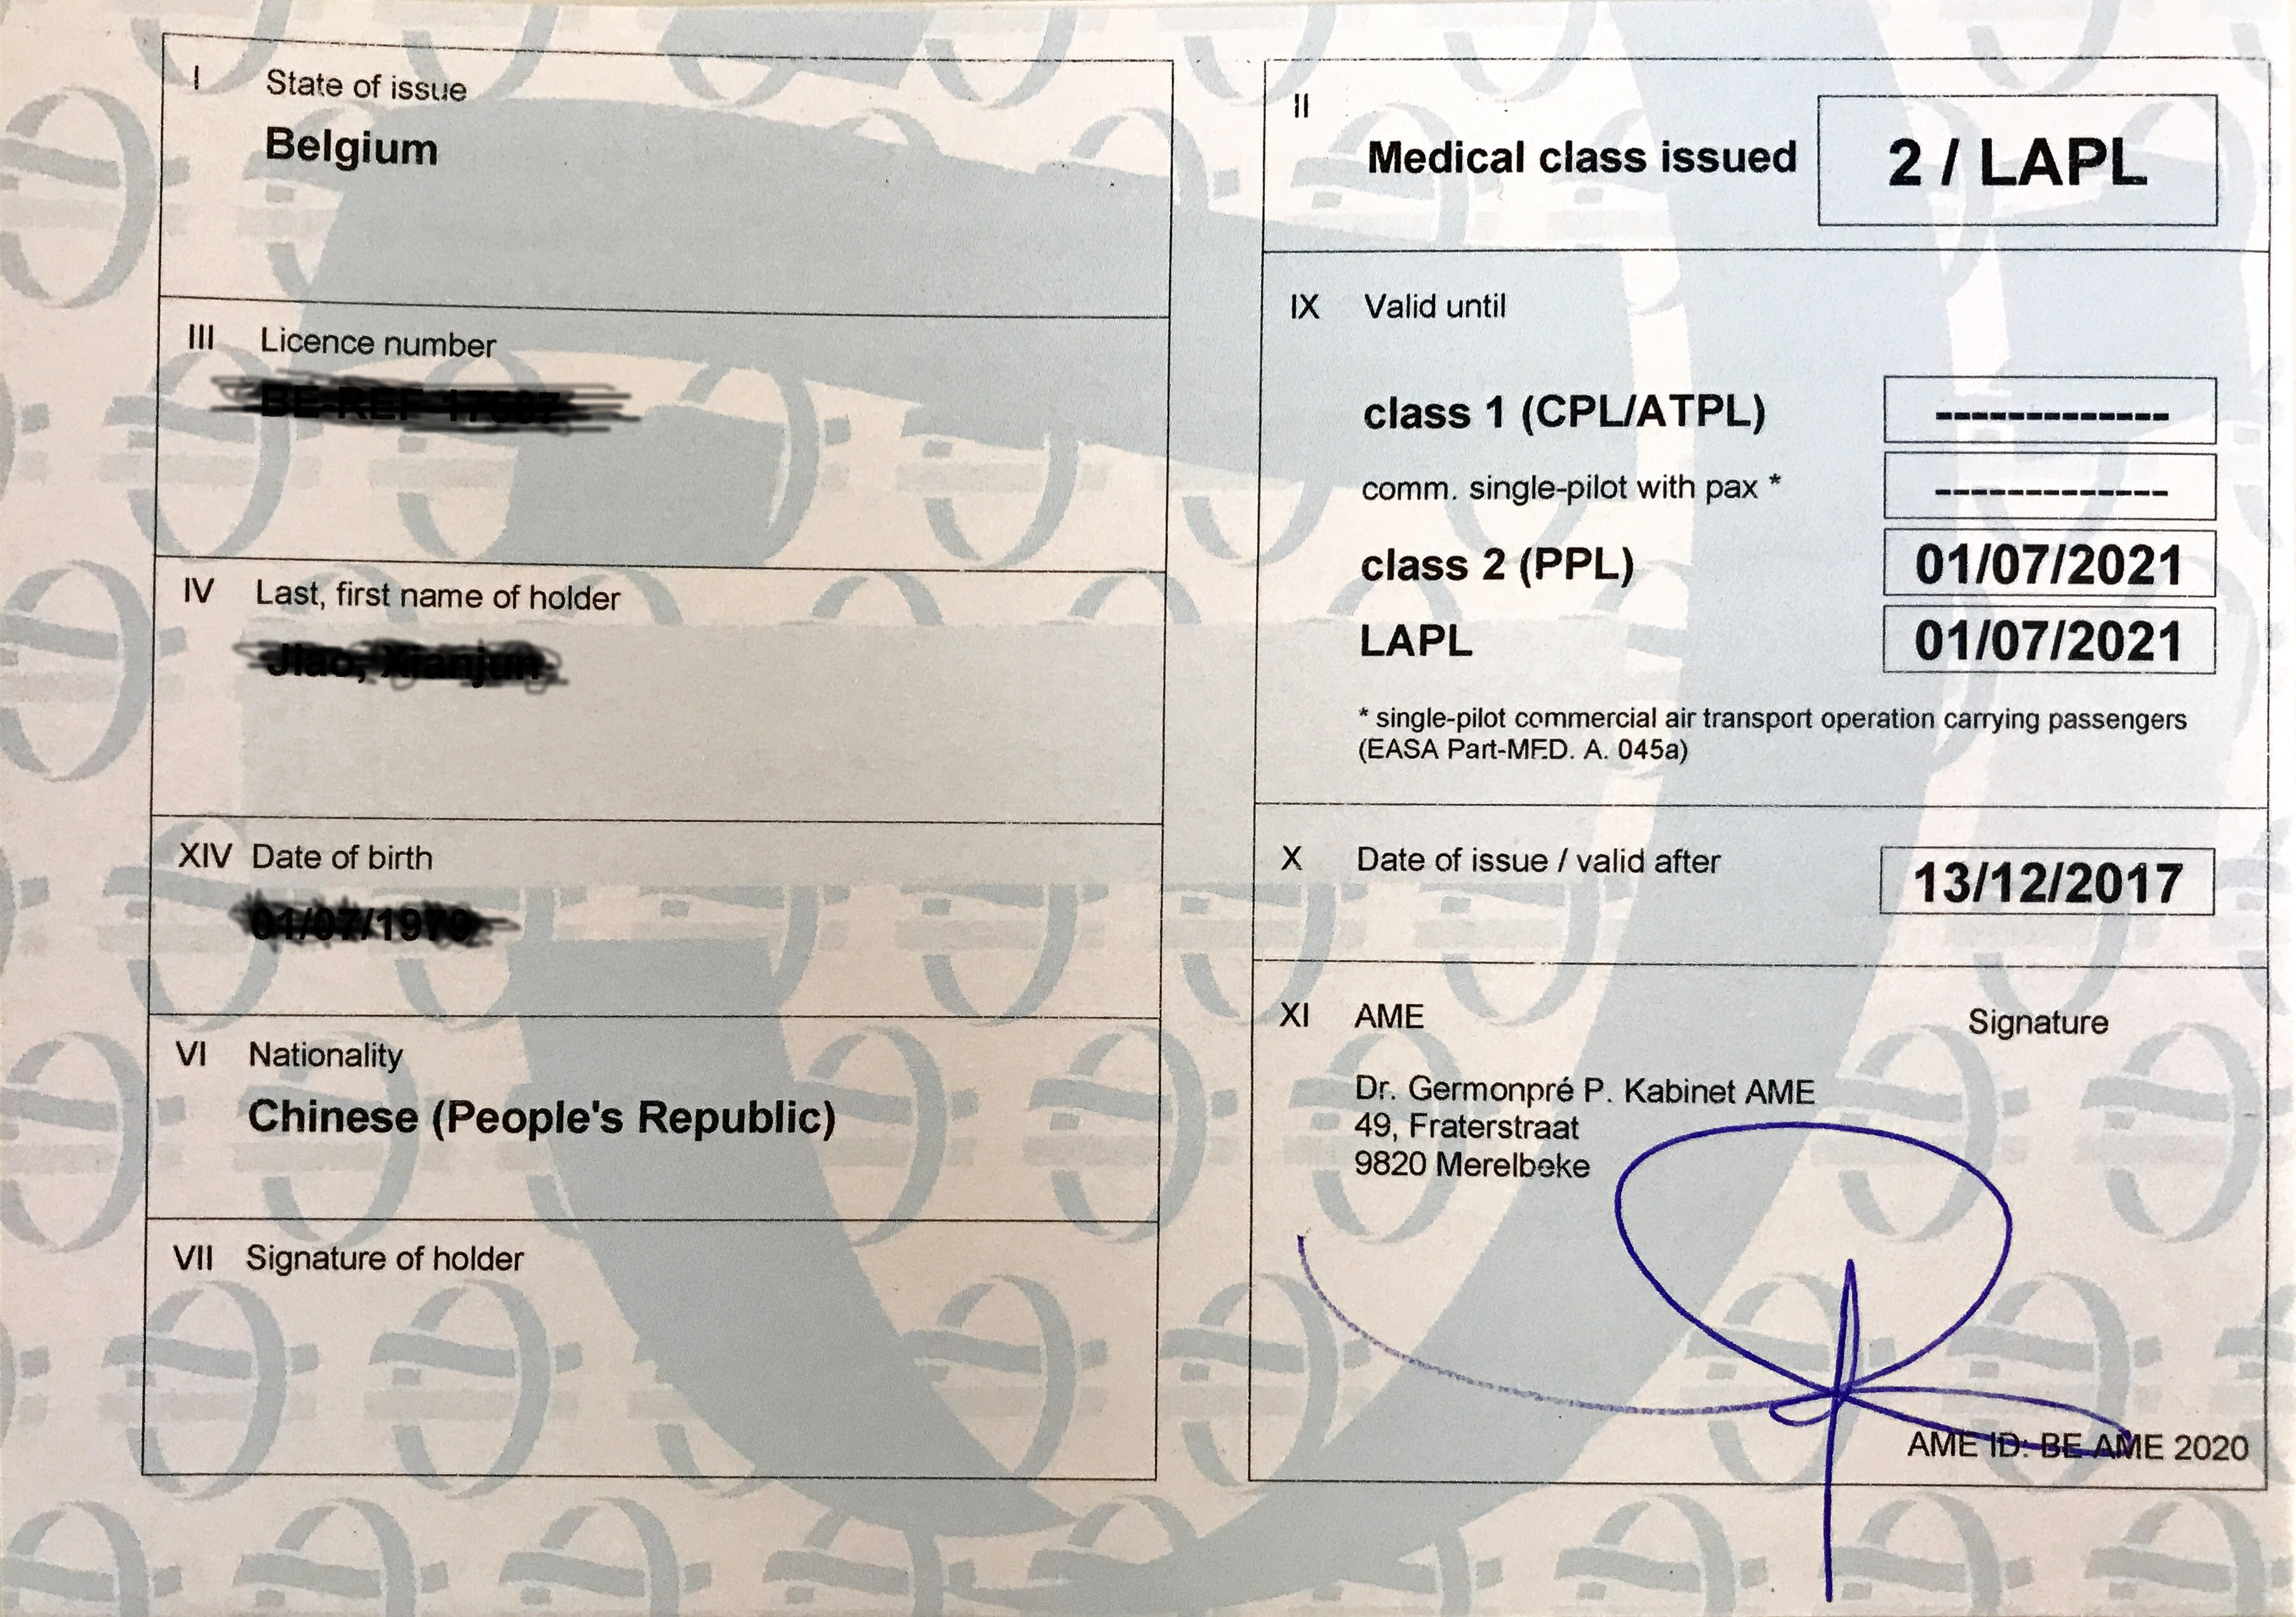 I State of issue
Belgium
III Licence number
IV Last, first name of holder
XIV Date of birth
VI Nationality
Chinese (People's Republic)
VII Signature of holder
II
Medical class issued 2 / LAPL
IX Valid until
class 1 (CPL/ATPL) -------------
comm. single-pilot with pax * -------------
class 2 (PPL) 01/07/2021
LAPL 01/07/2021
* single-pilot commercial air transport operation carrying passengers
(EASA Part-MED. A. 045a)
X Date of issue / valid after 13/12/2017
XI AME Signature
Dr. Germonpré P. Kabinet AME
49, Fraterstraat
9820 Merelbeke
AME ID: BE AME 2020